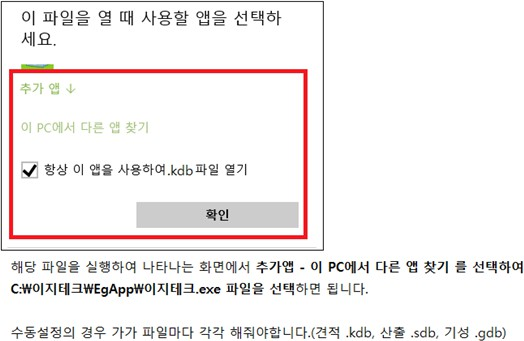 이 파일을 열 때 사용할 앱을 선택하
세요.
추가 앱 ↓
이 PC에서 다른 앱 찾기
항상 이 앱을 사용하여.kdb파일 열기
확인
해당 파일을 실행하여 나타나는 화면에서 추가앱 - 이 PC에서 다른 앱 찾기 를 선택하여
C:₩이지테크₩EgApp₩이지테크.exe 파일을 선택하면 됩니다.
수동설정의 경우 가가 파일마다 각각 해줘야합니다.(견적 .kdb, 산출 .sdb, 기성 .gdb)